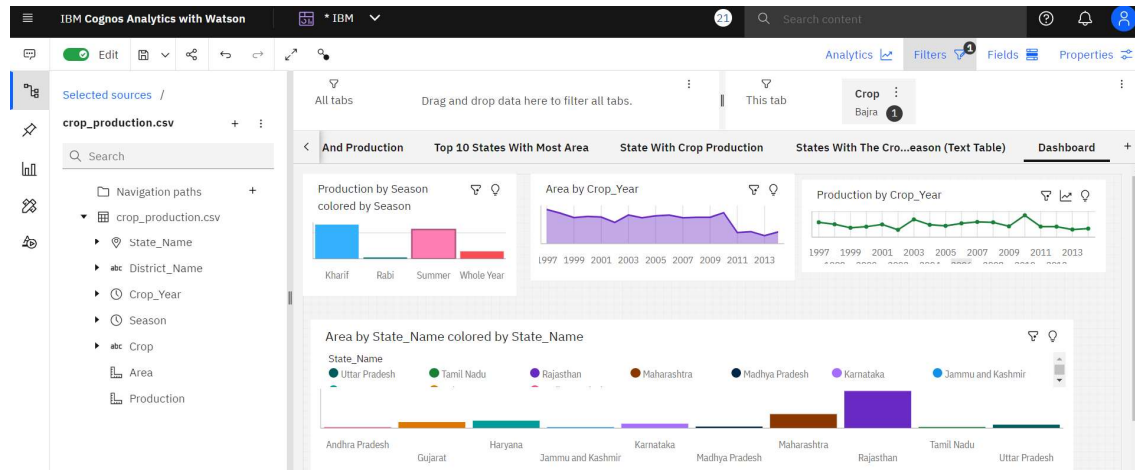 IBM Cognos Analytics with Watson
* IBM
21
Search content
Edit
Analytics
Filters
1
Fields
Properties
Selected sources /
crop_production.csv
Search
Navigation paths
crop_production.csv
State_Name
abc District_Name
Crop_Year
Season
abc Crop
Area
Production
All tabs
Drag and drop data here to filter all tabs.
This tab
Crop
Bajra 1
And Production
Top 10 States With Most Area
State With Crop Production
States With The Cro...eason (Text Table)
Dashboard
Production by Season
colored by Season
Kharif Rabi Summer Whole Year
Area by Crop_Year
1997 1999 2001 2003 2005 2007 2009 2011 2013
Production by Crop_Year
1997 1999 2001 2003 2005 2007 2009 2011 2013
Area by State_Name colored by State_Name
State_Name
Uttar Pradesh Tamil Nadu Rajasthan Maharashtra Madhya Pradesh Karnataka Jammu and Kashmir
Andhra Pradesh Haryana Karnataka Maharashtra Tamil Nadu
Gujarat Jammu and Kashmir Madhya Pradesh Rajasthan Uttar Pradesh